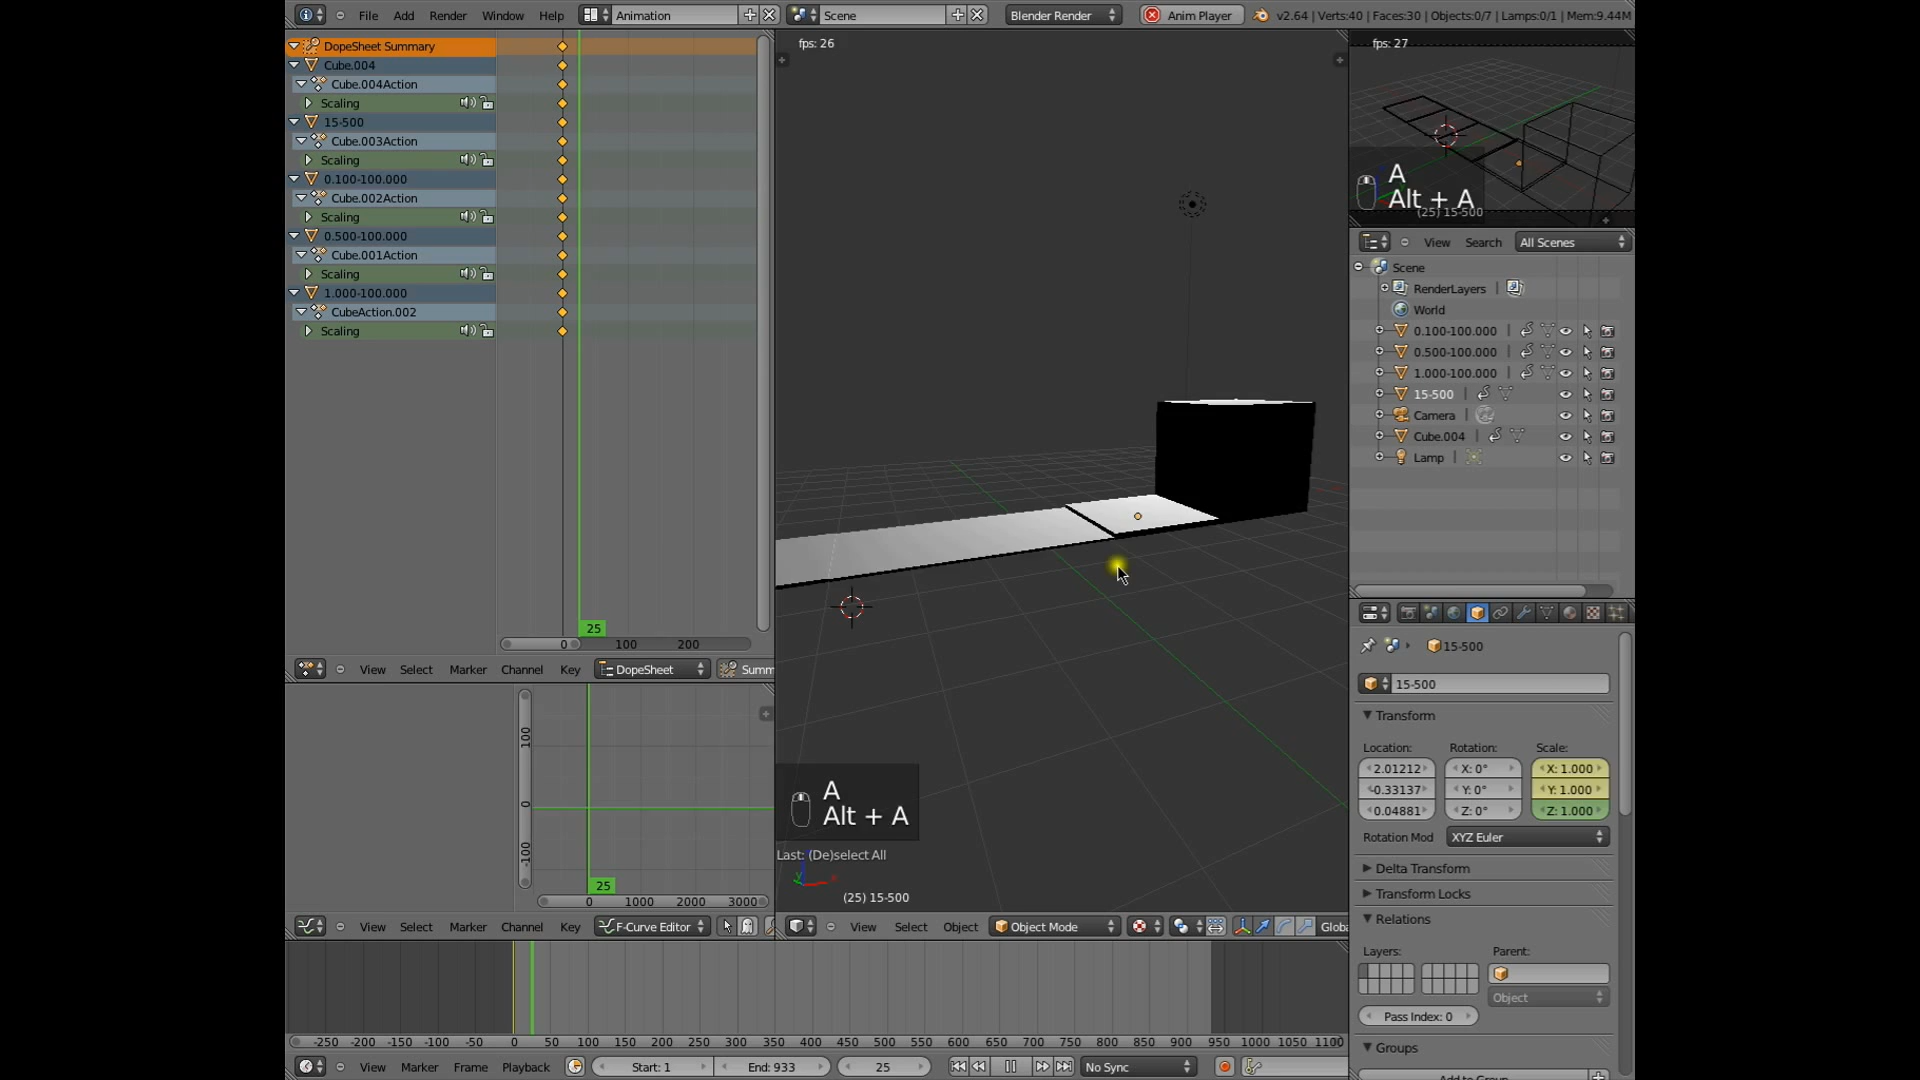 File Add Render Window Help Animation Scene Blender Render Anim Player v2.64 | Verts:40 | Faces:30 | Objects:0/7 | Lamps:0/1 | Mem:9.44M
DopeSheet Summary
Cube.004
Cube.004Action
Scaling
15-500
Cube.003Action
Scaling
0.100-100.000
Cube.002Action
Scaling
0.500-100.000
Cube.001Action
Scaling
1.000-100.000
CubeAction.002
Scaling
25
0 100 200
View Select Marker Channel Key DopeSheet Summ
100
0
-100
25
0 1000 2000 3000
View Select Marker Channel Key F-Curve Editor
fps: 26
A
Alt + A
Last: (De)select All
(25) 15-500
View Select Object Object Mode Globa
fps: 27
A
Alt + A
(25) 15-500
View Search All Scenes
Scene
RenderLayers |
World
0.100-100.000 |
0.500-100.000 |
1.000-100.000 |
15-500 |
Camera |
Cube.004 |
Lamp |
15-500
15-500
Transform
Location: Rotation: Scale:
2.01212 X: 0° X: 1.000
-0.33137 Y: 0° Y: 1.000
0.04881 Z: 0° Z: 1.000
Rotation Mod XYZ Euler
Delta Transform
Transform Locks
Relations
Layers: Parent:
Object
Pass Index: 0
Groups
Add to Group
-250 -200 -150 -100 -50 0 50 100 150 200 250 300 350 400 450 500 550 600 650 700 750 800 850 900 950 1000 1050 1100
View Marker Frame Playback Start: 1 End: 933 25 No Sync